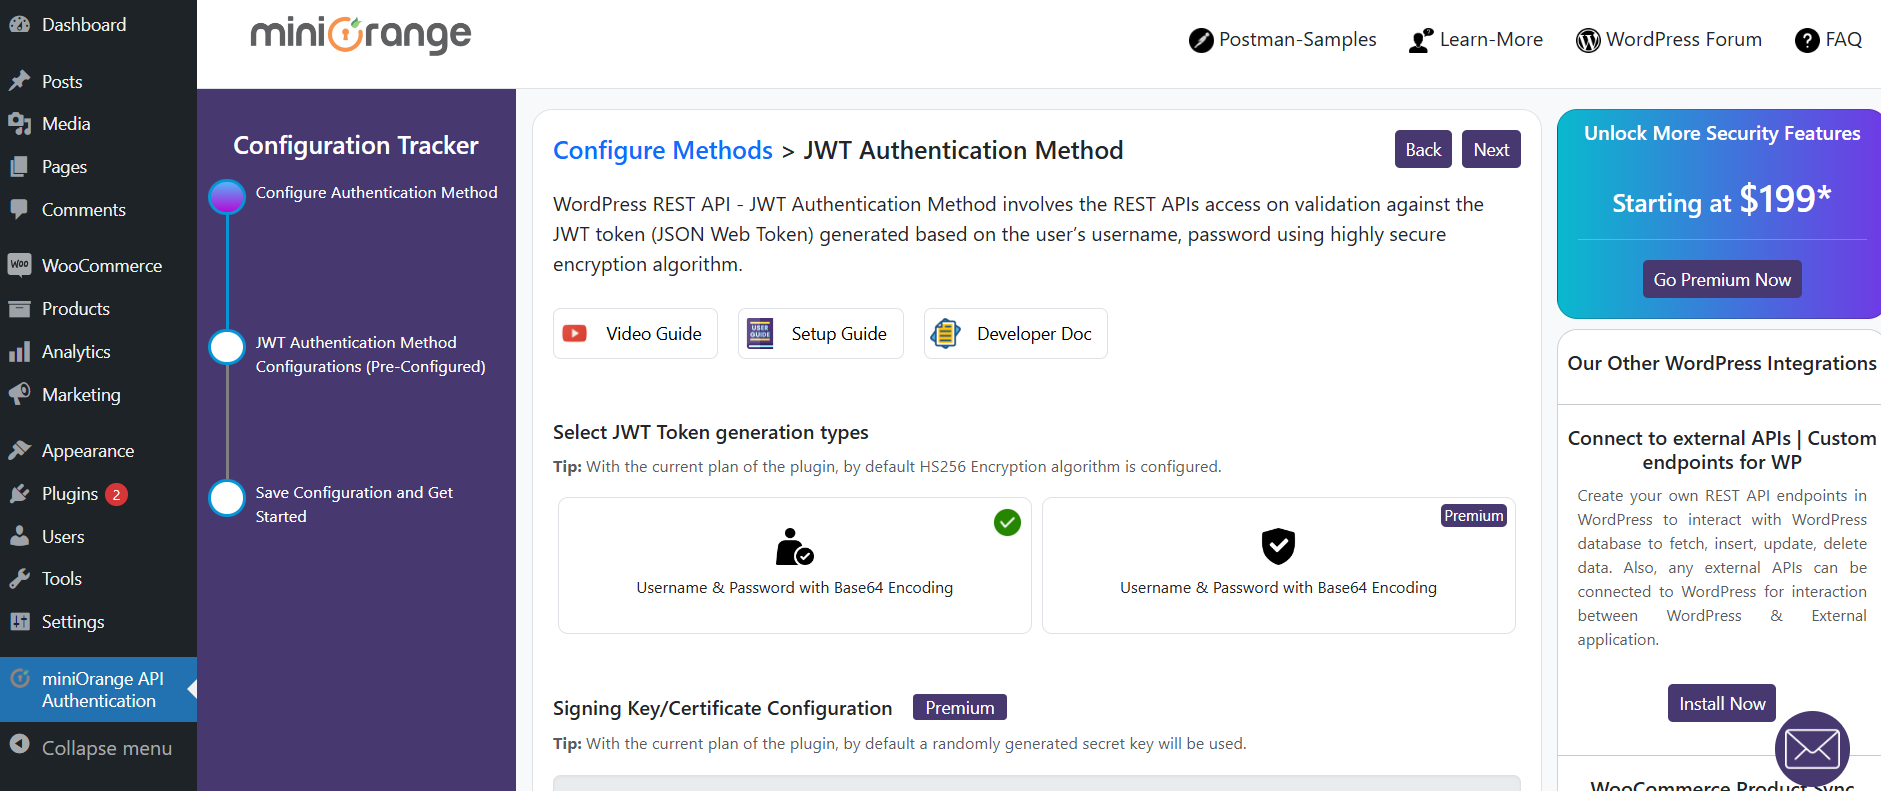 Dashboard
Posts
Media
Pages
Comments
WOO WooCommerce
Products
Analytics
Marketing
Appearance
Plugins 2
Users
Tools
Settings
miniOrange API
Authentication
Collapse menu
miniOrange
Postman-Samples
? Learn-More
WordPress Forum
? FAQ
Configuration Tracker
Configure Authentication Method
JWT Authentication Method
Configurations (Pre-Configured)
Save Configuration and Get
Started
Configure Methods > JWT Authentication Method
Back
Next
WordPress REST API - JWT Authentication Method involves the REST APIs access on validation against the
JWT token (JSON Web Token) generated based on the user’s username, password using highly secure
encryption algorithm.
Video Guide
USER
GUIDE
Setup Guide
Developer Doc
Select JWT Token generation types
Tip: With the current plan of the plugin, by default HS256 Encryption algorithm is configured.
Username & Password with Base64 Encoding
Premium
Username & Password with Base64 Encoding
Signing Key/Certificate Configuration Premium
Tip: With the current plan of the plugin, by default a randomly generated secret key will be used.
Unlock More Security Features
Starting at $199*
Go Premium Now
Our Other WordPress Integrations
Connect to external APIs | Custom
endpoints for WP
Create your own REST API endpoints in
WordPress to interact with WordPress
database to fetch, insert, update, delete
data. Also, any external APIs can be
connected to WordPress for interaction
between WordPress & External
application.
Install Now
WooCommerce Product Sync